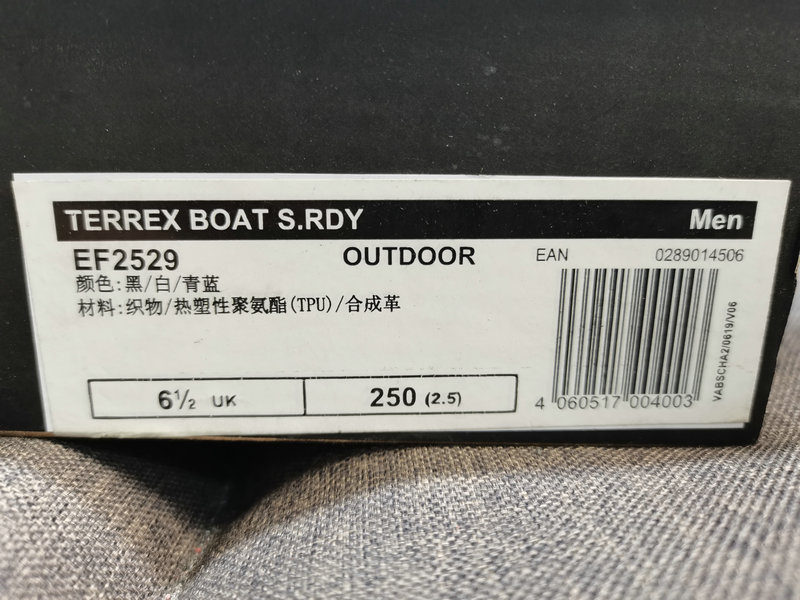 TERREX BOAT S.RDY Men
EF2529 OUTDOOR EAN 0289014506
颜色:黑/白/青蓝
材料:织物/热塑性聚氨酯(TPU)/合成革
VABSCHA2/0619/V06
6½ UK 250 (2.5) 4 060517 004003